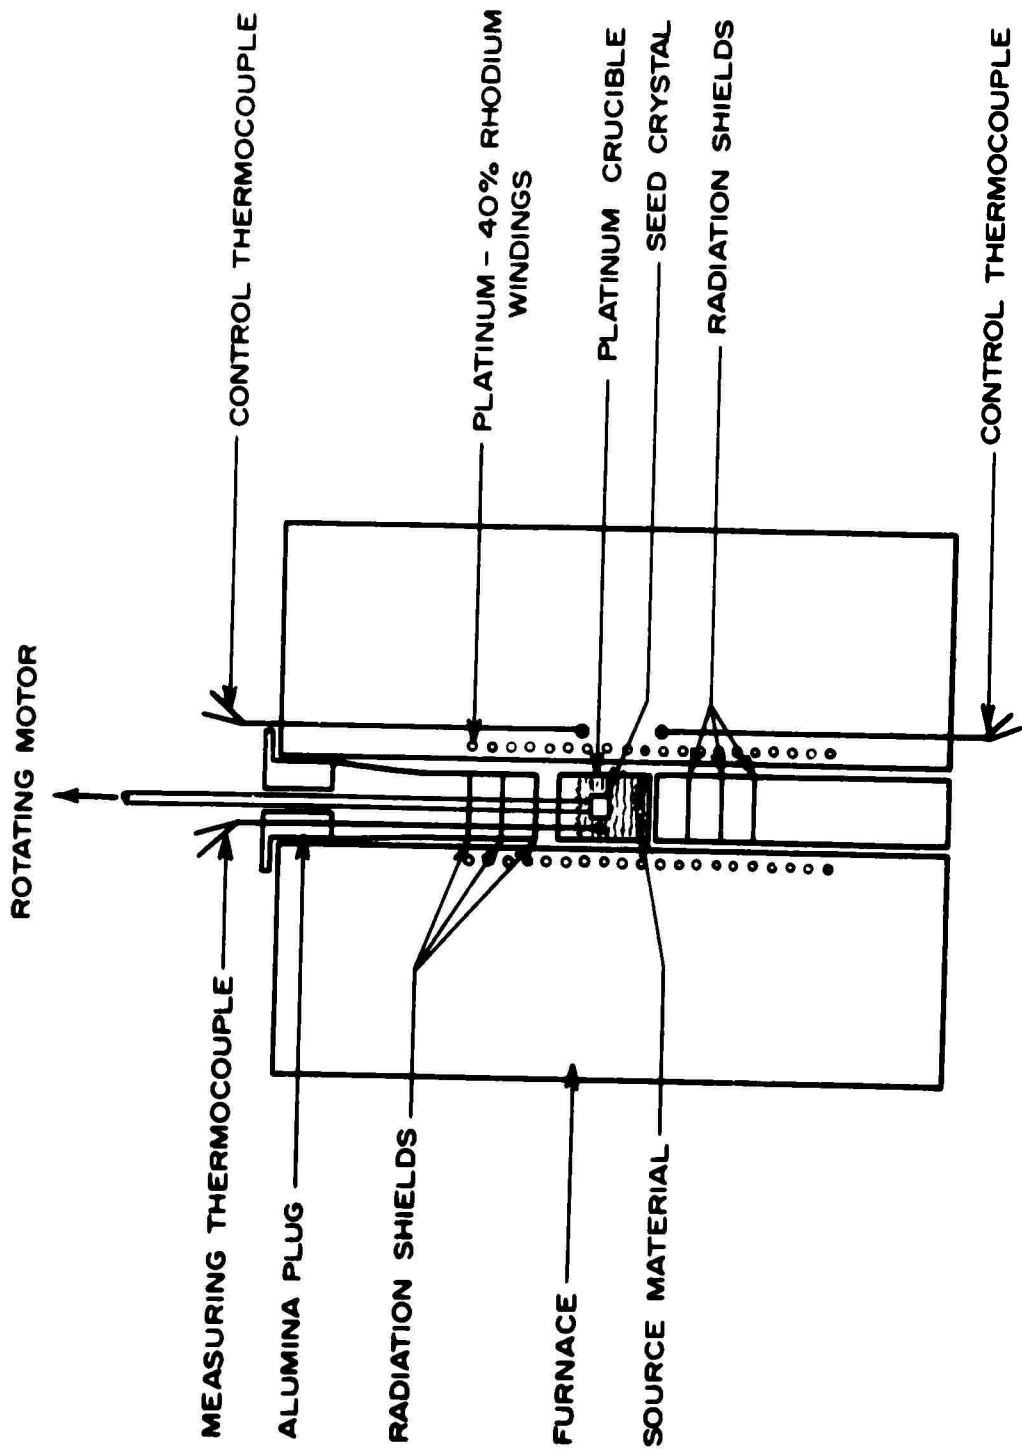 ROTATING MOTOR
MEASURING THERMOCOUPLE
ALUMINA PLUG
RADIATION SHIELDS
FURNACE
SOURCE MATERIAL
CONTROL THERMOCOUPLE
PLATINUM - 40% RHODIUM
WINDINGS
PLATINUM CRUCIBLE
SEED CRYSTAL
RADIATION SHIELDS
CONTROL THERMOCOUPLE